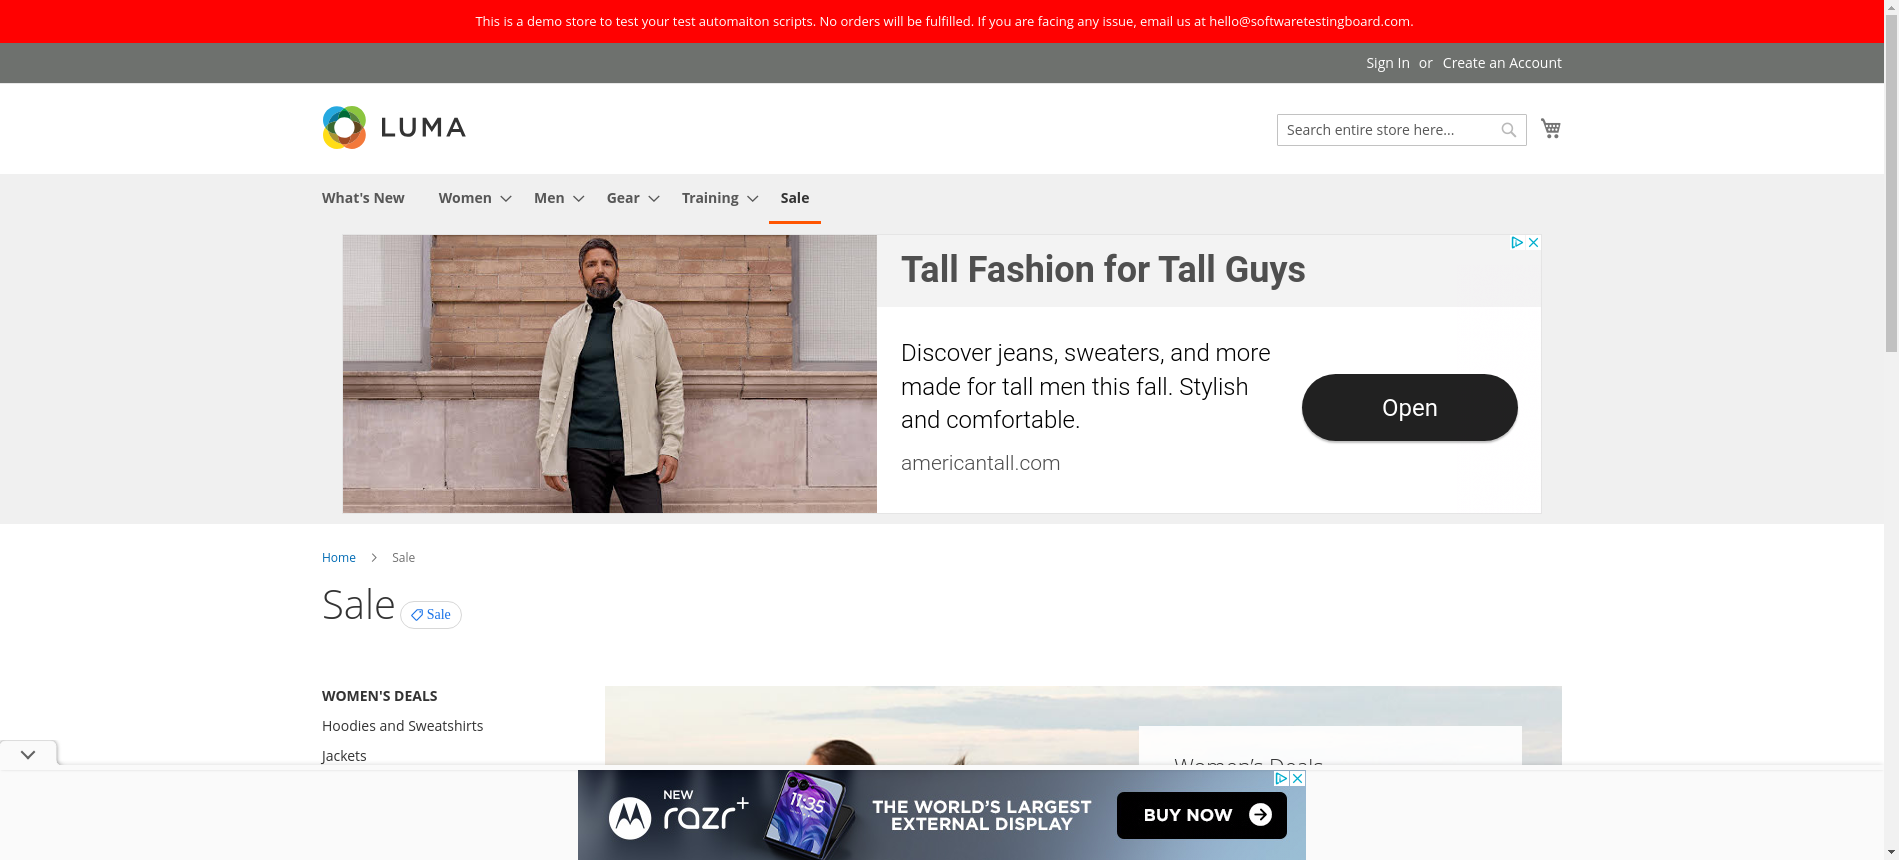 This is a demo store to test your test automaiton scripts. No orders will be fulfilled. If you are facing any issue, email us at hello@softwaretestingboard.com.
Sign In or Create an Account
LUMA
Search entire store here...
What's New Women Men Gear Training Sale
Tall Fashion for Tall Guys
Discover jeans, sweaters, and more
made for tall men this fall. Stylish
and comfortable.
Open
americantall.com
Home Sale
Sale Sale
WOMEN'S DEALS
Hoodies and Sweatshirts
Jackets
Women's Deals
NEW
razr+
11:35
THE WORLD'S LARGEST
EXTERNAL DISPLAY
BUY NOW